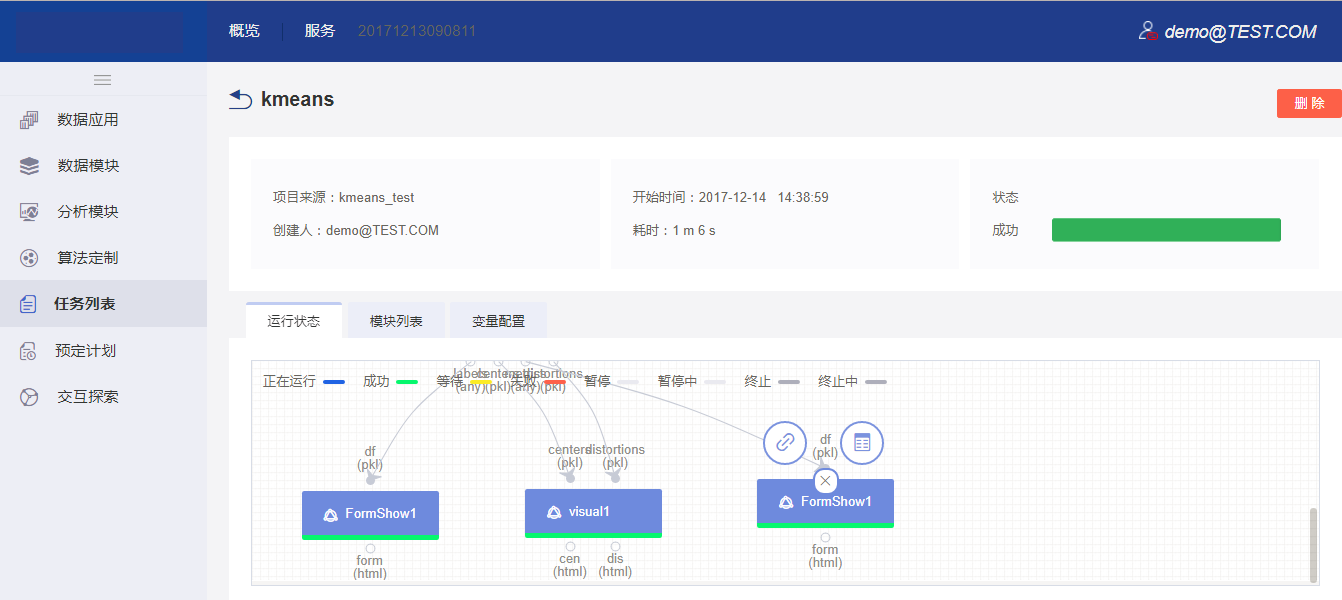 概览 服务 20171213090811 demo@TEST.COM
kmeans
删 除
数据应用
数据模块
分析模块
算法定制
任务列表
预定计划
交互探索
项目来源：kmeans_test
创建人：demo@TEST.COM
开始时间：2017-12-14 14:38:59
耗时：1 m 6 s
状态
成功
运行状态 模块列表 变量配置
正在运行 成功 等待 失败 暂停 暂停中 终止 终止中
labels centers distortions
(any) (pkl) (any) (pkl)
df
(pkl)
centers distortions
(pkl) (pkl)
df
(pkl)
FormShow1 visual1 FormShow1
form
(html)
cen dis
(html) (html)
form
(html)